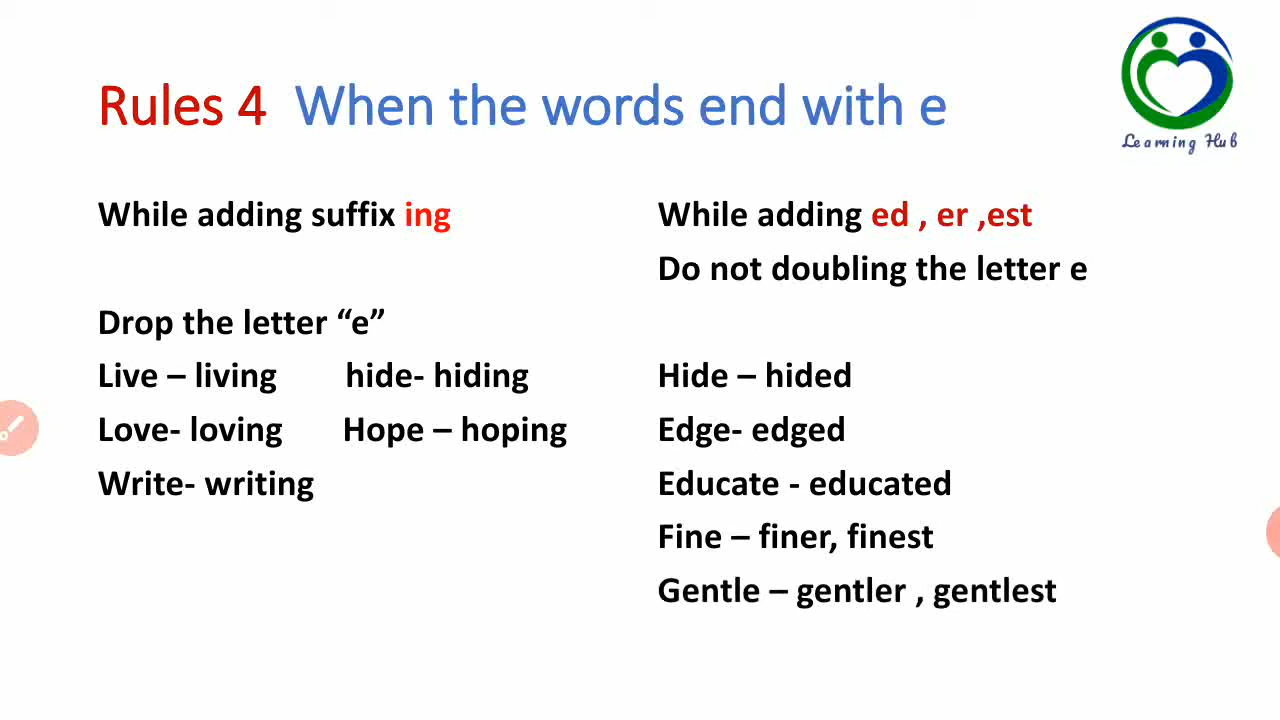 Rules 4 When the words end with e
Learning Hub
While adding suffix ing
Drop the letter “e”
Live – living hide- hiding
Love- loving Hope – hoping
Write- writing
While adding ed , er ,est
Do not doubling the letter e
Hide – hided
Edge- edged
Educate - educated
Fine – finer, finest
Gentle – gentler , gentlest